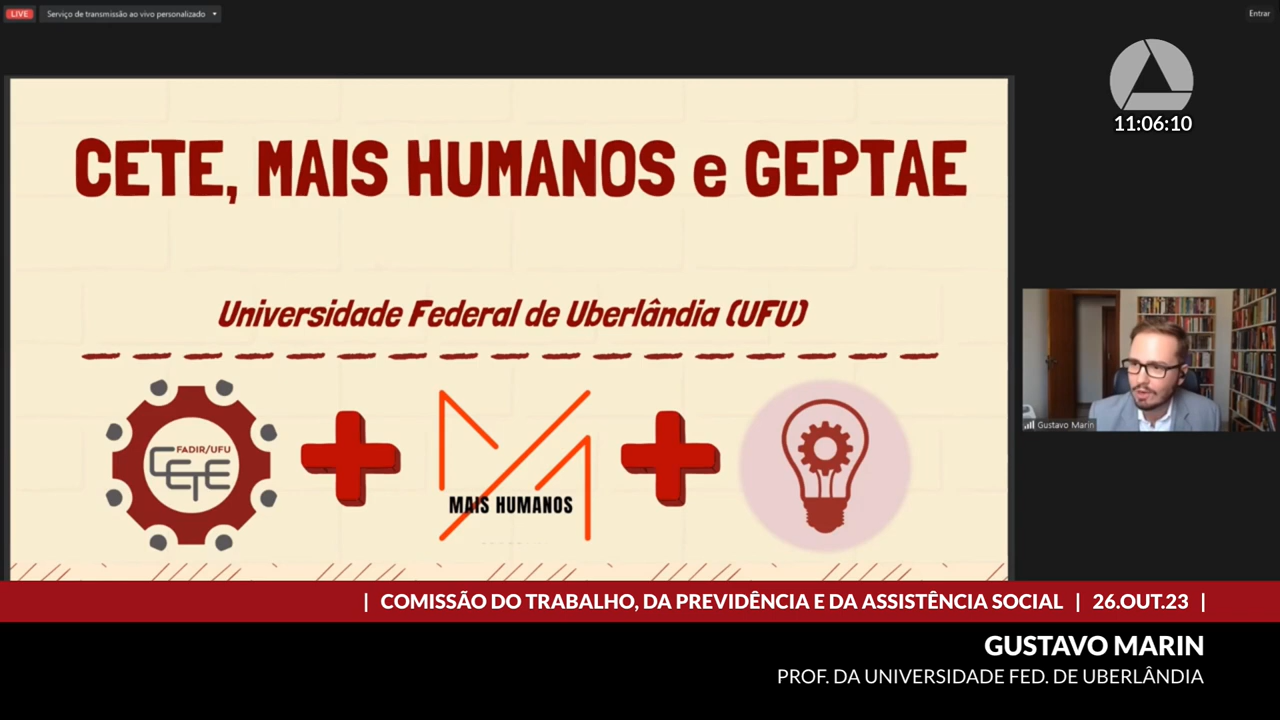 LIVE
Serviço de transmissão ao vivo personalizado
Entrar
11:06:10
CETE, MAIS HUMANOS e GEPTAE
Universidade Federal de Uberlândia (UFU)
FADIR/UFU
CETE
MAIS HUMANOS
Gustavo Marin
| COMISSÃO DO TRABALHO, DA PREVIDÊNCIA E DA ASSISTÊNCIA SOCIAL | 26.OUT.23 |
GUSTAVO MARIN
PROF. DA UNIVERSIDADE FED. DE UBERLÂNDIA